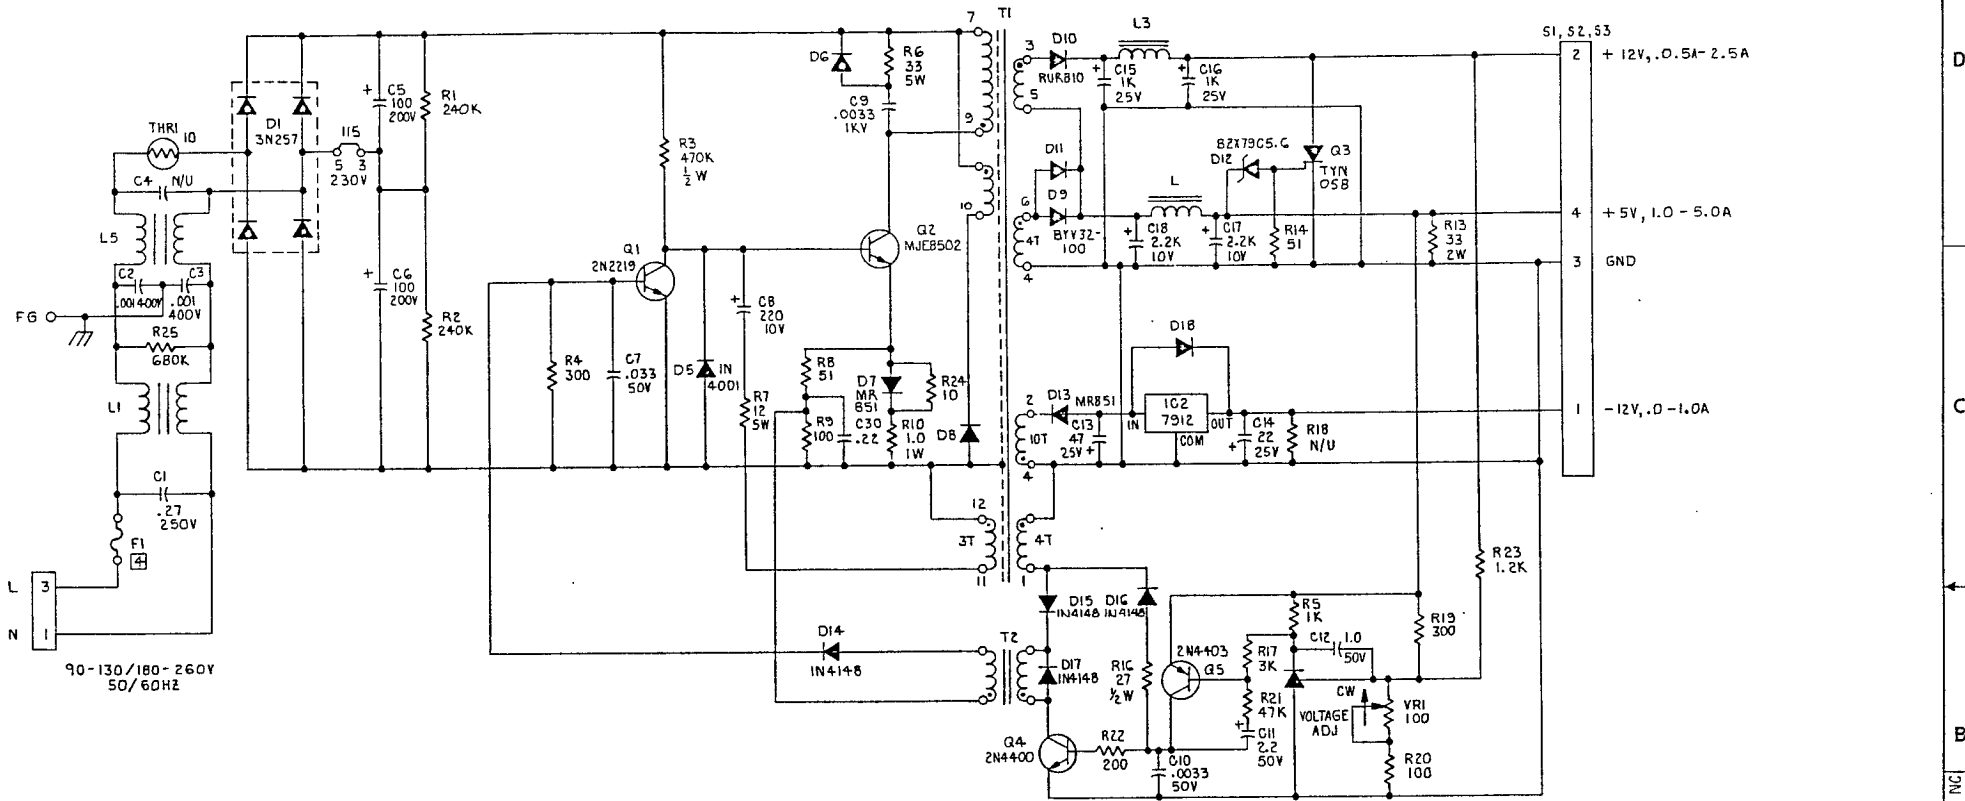 T1
7
L3
S1, S2, S3
D10
3
RURB10
C15
1K
25V
C16
1K
25V
2
+ 12V, .0.5A-2.5A
D
D6
R6
33
5W
C5
100
200V
R1
240K
C9
.0033
1KV
5
9
THR1
10
D1
3N257
115
5 3
230V
R3
470K
1/2 W
D11
BZX79C5.6
D12
Q3
TYN
058
C4
N/U
10
D9
6
L
4
+ 5V, 1.0 - 5.0A
L5
4T
BYV32-
100
C18
2.2K
10V
C17
2.2K
10V
R14
51
R13
33
2W
Q1
2N2219
Q2
MJE8502
3
GND
4
C2
.001 400V
C3
.001
400V
C6
100
200V
FG
R25
680K
R2
240K
C8
220
10V
D18
R4
300
C7
.033
50V
D5
1N
4001
R8
51
D7
MR
851
R24
10
L1
R7
12
5W
R9
100
C30
.22
R10
1.0
1W
D8
2
D13
MR851
10T
C13
47
25V
IN
IC2
7912
COM
OUT
C14
22
25V
R18
N/U
1
-12V, .0-1.0A
C
4
C1
.27
250V
12
3T
4T
F1
4
11
1
R23
1.2K
L
3
N
1
90-130/180-260V
50/60HZ
D15
1N4148
D16
1N4148
R5
1K
R19
300
D14
1N4148
T2
D17
1N4148
R16
27
1/2 W
2N4403
Q5
R17
3K
C12
1.0
50V
R21
47K
CW
VOLTAGE
ADJ
VR1
100
Q4
2N4400
R22
200
C10
.0033
50V
C11
2.2
50V
R20
100
B
NC